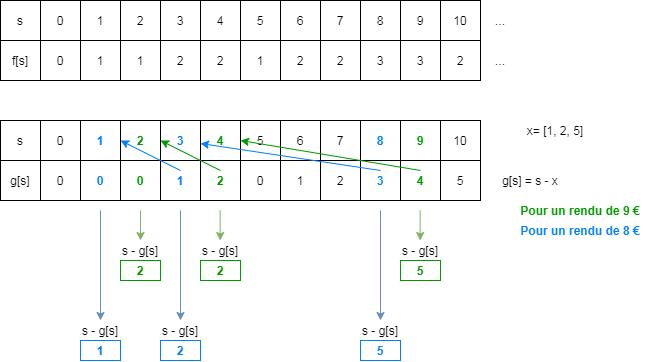 s 0 1 2 3 4 5 6 7 8 9 10 ...
f[s] 0 1 1 2 2 1 2 2 3 3 2 ...
s 0 1 2 3 4 5 6 7 8 9 10
x= [1, 2, 5]
g[s] 0 0 0 1 2 0 1 2 3 4 5
g[s] = s - x
Pour un rendu de 9 €
Pour un rendu de 8 €
s - g[s] s - g[s] s - g[s]
2 2 5
s - g[s] s - g[s] s - g[s]
1 2 5